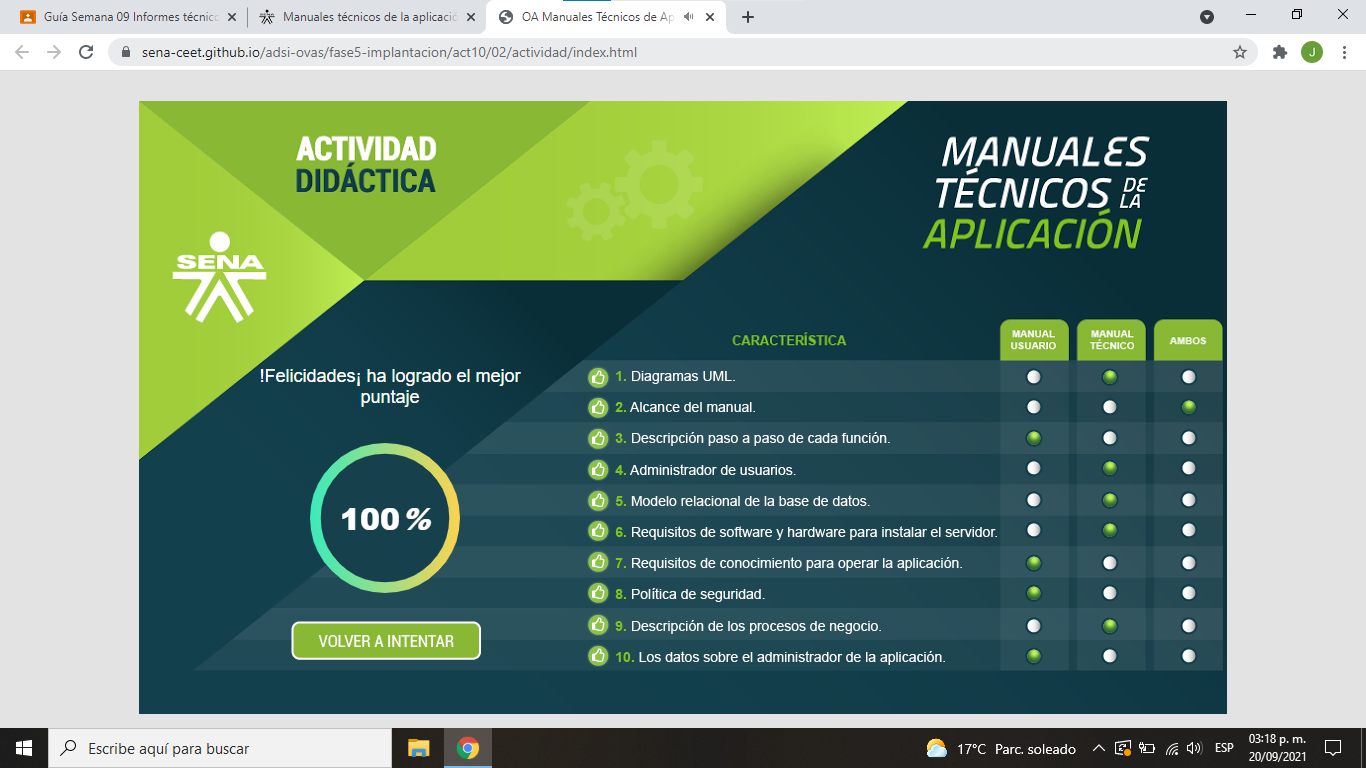 Guía Semana 09 Informes técnico
Manuales técnicos de la aplicació
OA Manuales Técnicos de Ap
sena-ceet.github.io/adsi-ovas/fase5-implantacion/act10/02/actividad/index.html
J
ACTIVIDAD
DIDÁCTICA
MANUALES
TÉCNICOS DE LA
APLICACIÓN
SENA
!Felicidades¡ ha logrado el mejor
puntaje
100 %
VOLVER A INTENTAR
CARACTERÍSTICA
MANUAL USUARIO
MANUAL TÉCNICO
AMBOS
1. Diagramas UML.
2. Alcance del manual.
3. Descripción paso a paso de cada función.
4. Administrador de usuarios.
5. Modelo relacional de la base de datos.
6. Requisitos de software y hardware para instalar el servidor.
7. Requisitos de conocimiento para operar la aplicación.
8. Política de seguridad.
9. Descripción de los procesos de negocio.
10. Los datos sobre el administrador de la aplicación.
Escribe aquí para buscar
17°C Parc. soleado
ESP
03:18 p. m.
20/09/2021